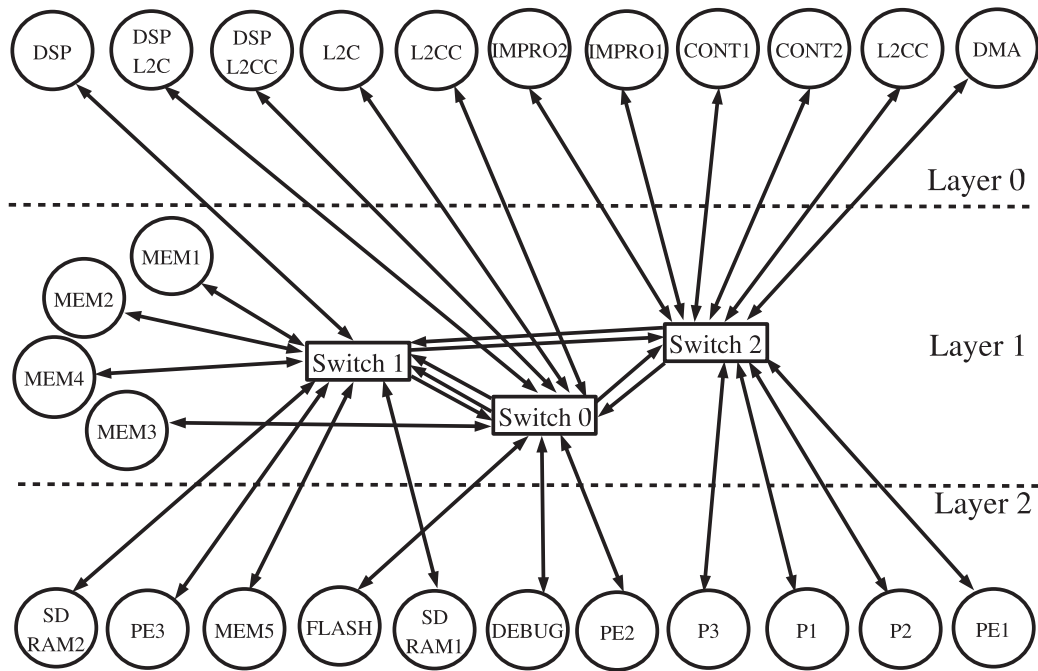 DSP
DSP
L2C
DSP
L2CC
L2C
L2CC
IMPRO2
IMPRO1
CONT1
CONT2
L2CC
DMA
Layer 0
MEM1
MEM2
MEM4
MEM3
Switch 1
Switch 0
Switch 2
Layer 1
Layer 2
SD
RAM2
PE3
MEM5
FLASH
SD
RAM1
DEBUG
PE2
P3
P1
P2
PE1